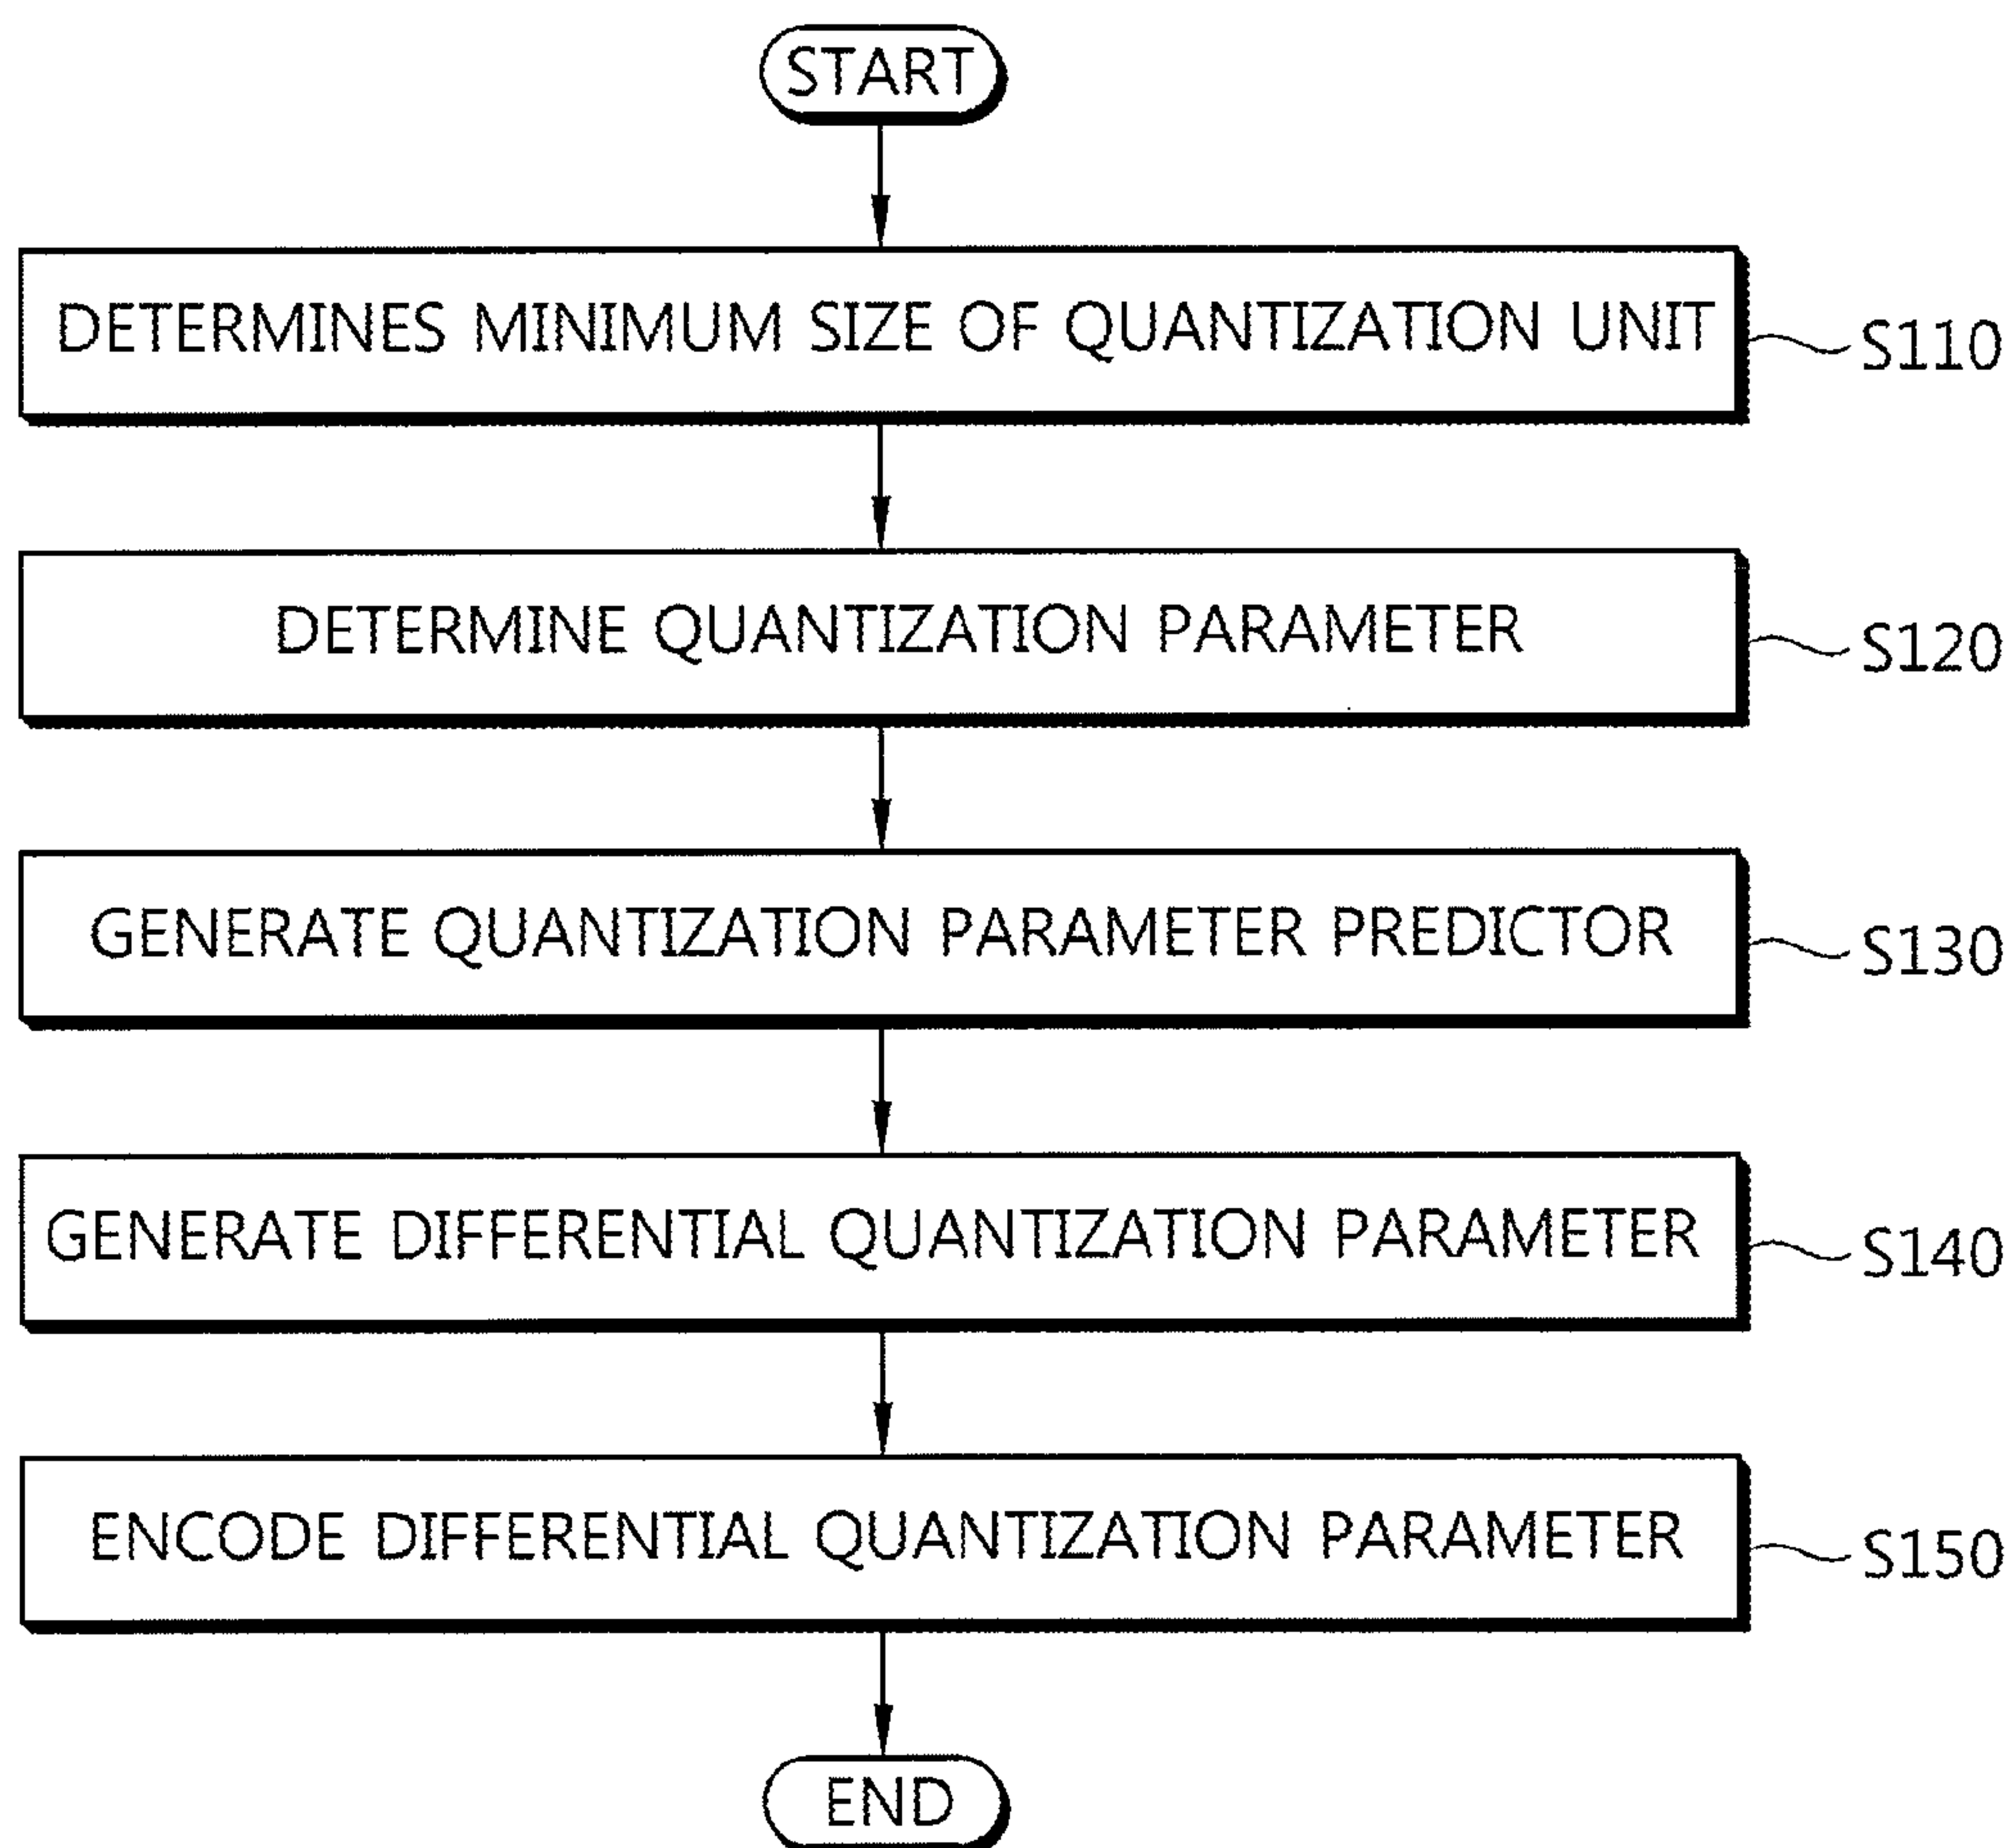 START
DETERMINES MINIMUM SIZE OF QUANTIZATION UNIT
S110
DETERMINE QUANTIZATION PARAMETER
S120
GENERATE QUANTIZATION PARAMETER PREDICTOR
S130
GENERATE DIFFERENTIAL QUANTIZATION PARAMETER
S140
ENCODE DIFFERENTIAL QUANTIZATION PARAMETER
S150
END